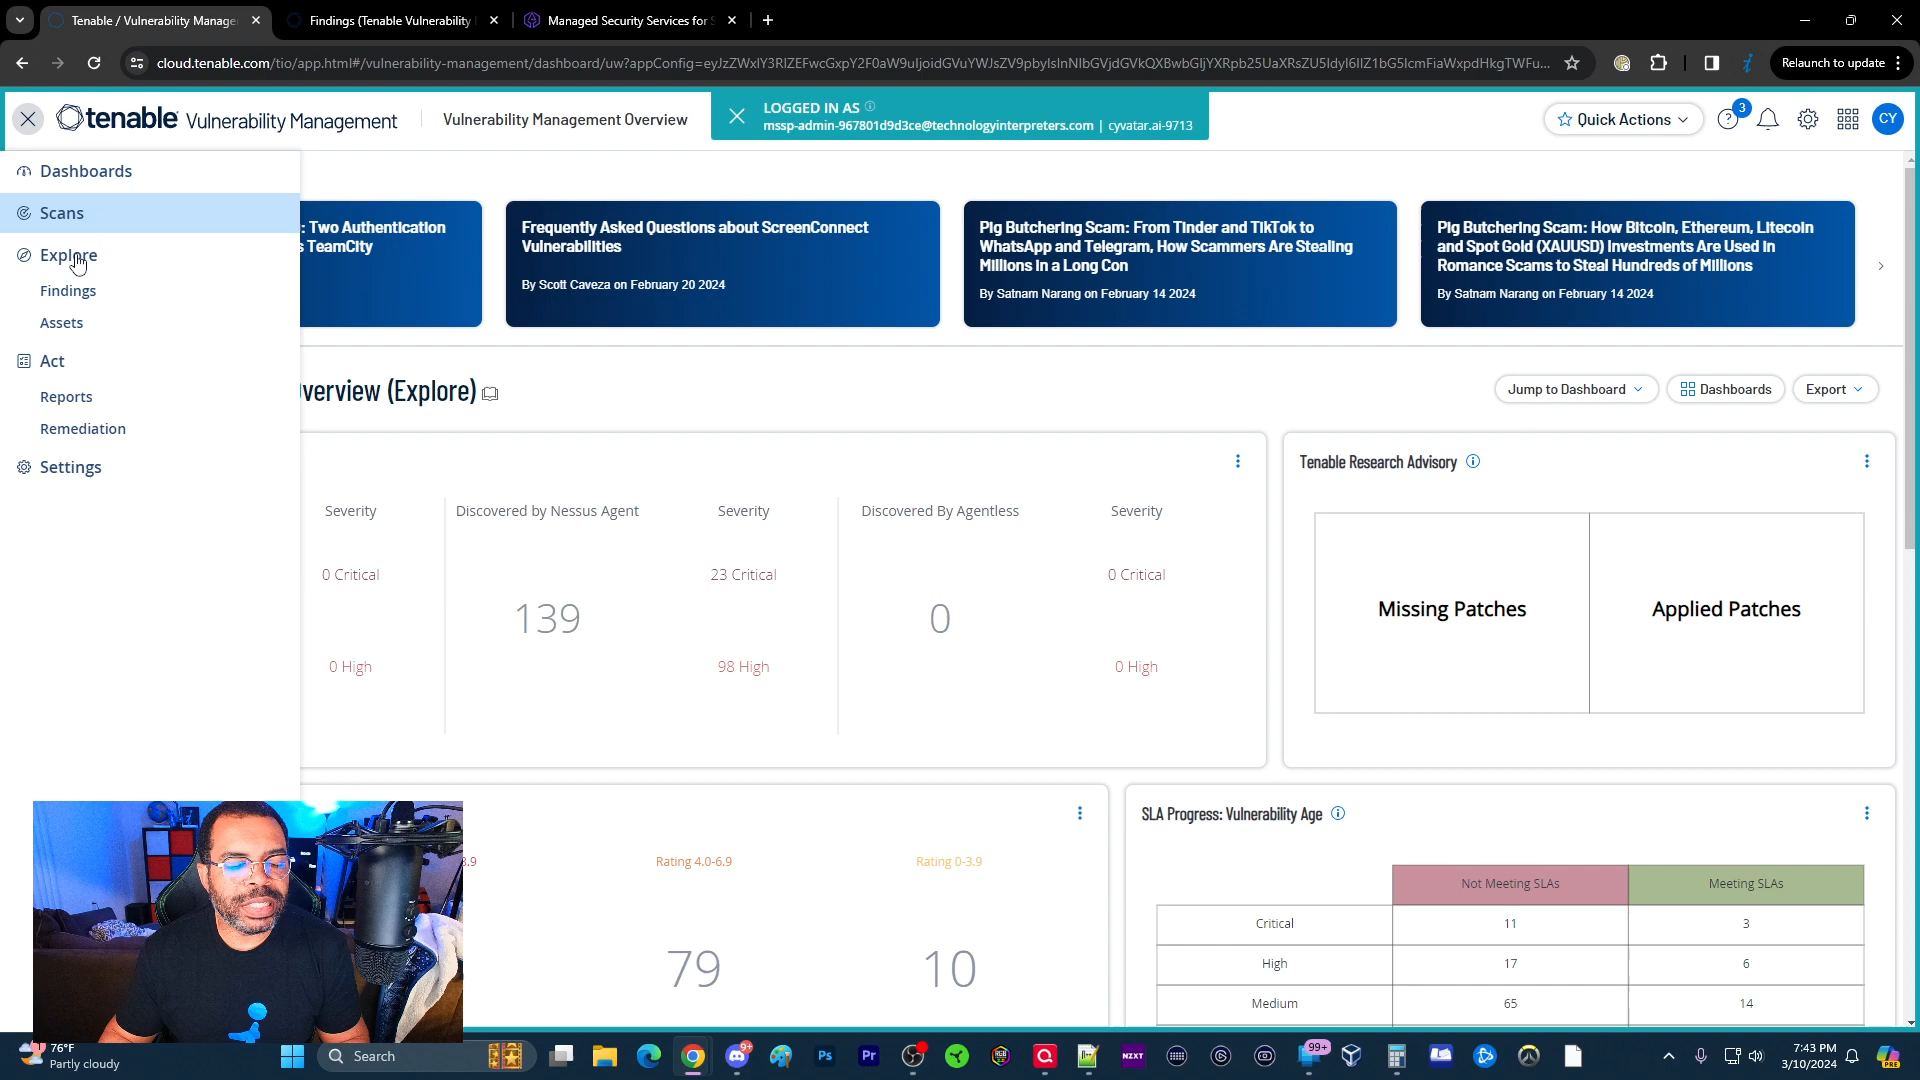 Tenable / Vulnerability Manage
Findings (Tenable Vulnerability
Managed Security Services for S
cloud.tenable.com/tio/app.html#/vulnerability-management/dashboard/uw?appConfig=
Relaunch to update
tenable Vulnerability Management
Vulnerability Management Overview
LOGGED IN AS
mssp-admin-967801d9d3ce@technologyinterpreters.com | cyvatar.ai-9713
Quick Actions
3
CY
Dashboards
Scans
Explore
Findings
Assets
Act
Reports
Remediation
Settings
: Two Authentication
TeamCity
Frequently Asked Questions about ScreenConnect
Vulnerabilities
By Scott Caveza on February 20 2024
Pig Butchering Scam: From Tinder and TikTok to
WhatsApp and Telegram, How Scammers Are Stealing
Millions in a Long Con
By Satnam Narang on February 14 2024
Pig Butchering Scam: How Bitcoin, Ethereum, Litecoin
and Spot Gold (XAUUSD) Investments Are Used in
Romance Scams to Steal Hundreds of Millions
By Satnam Narang on February 14 2024
verview (Explore)
Jump to Dashboard
Dashboards
Export
Tenable Research Advisory
Severity
Discovered by Nessus Agent
Severity
Discovered By Agentless
Severity
0 Critical
23 Critical
0 Critical
139
0
0 High
98 High
0 High
Missing Patches
Applied Patches
SLA Progress: Vulnerability Age
3.9
Rating 4.0-6.9
Rating 0-3.9
79
10
Not Meeting SLAs
Meeting SLAs
Critical
11
3
High
17
6
Medium
65
14
76°F
Partly cloudy
Search
9+
Ps
Pr
NZXT
99+
7:43 PM
3/10/2024
PRE